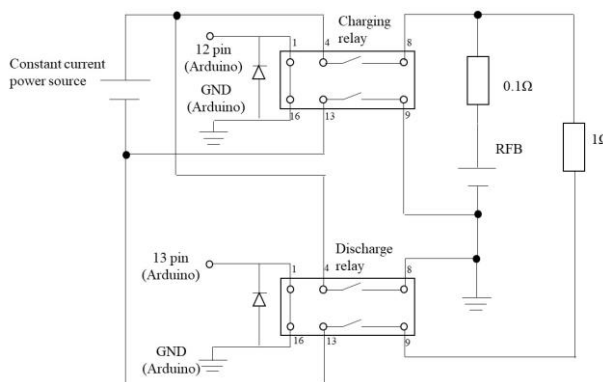 Constant current
power source
12 pin
(Arduino)
GND
(Arduino)
1
4
Charging
relay
8
16
13
9
0.1Ω
RFB
1Ω
13 pin
(Arduino)
GND
(Arduino)
1
4
Discharge
relay
8
16
13
9